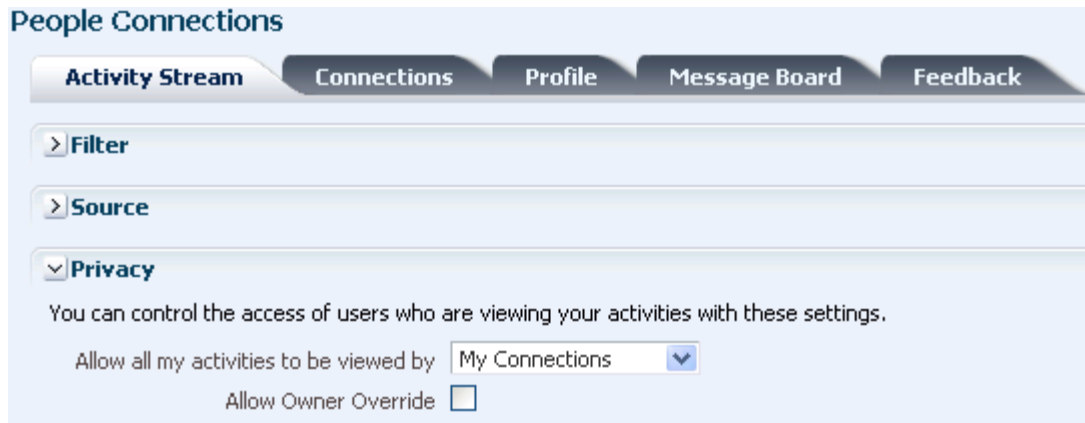 People Connections
Activity Stream Connections Profile Message Board Feedback
Filter
Source
Privacy
You can control the access of users who are viewing your activities with these settings.
Allow all my activities to be viewed by My Connections
Allow Owner Override